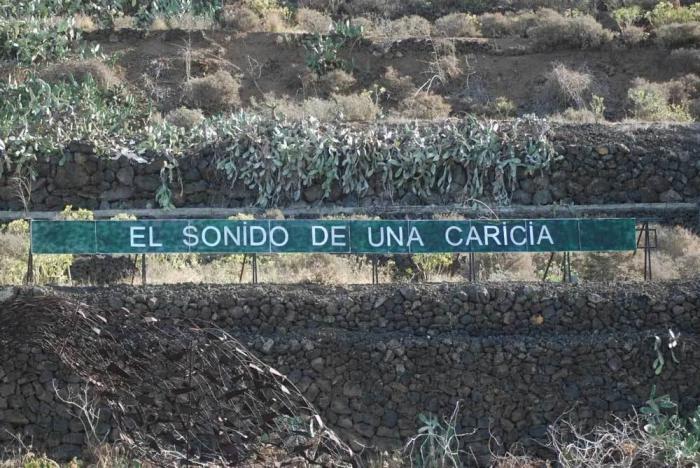 EL SONiDO DE UNA CARiCiA